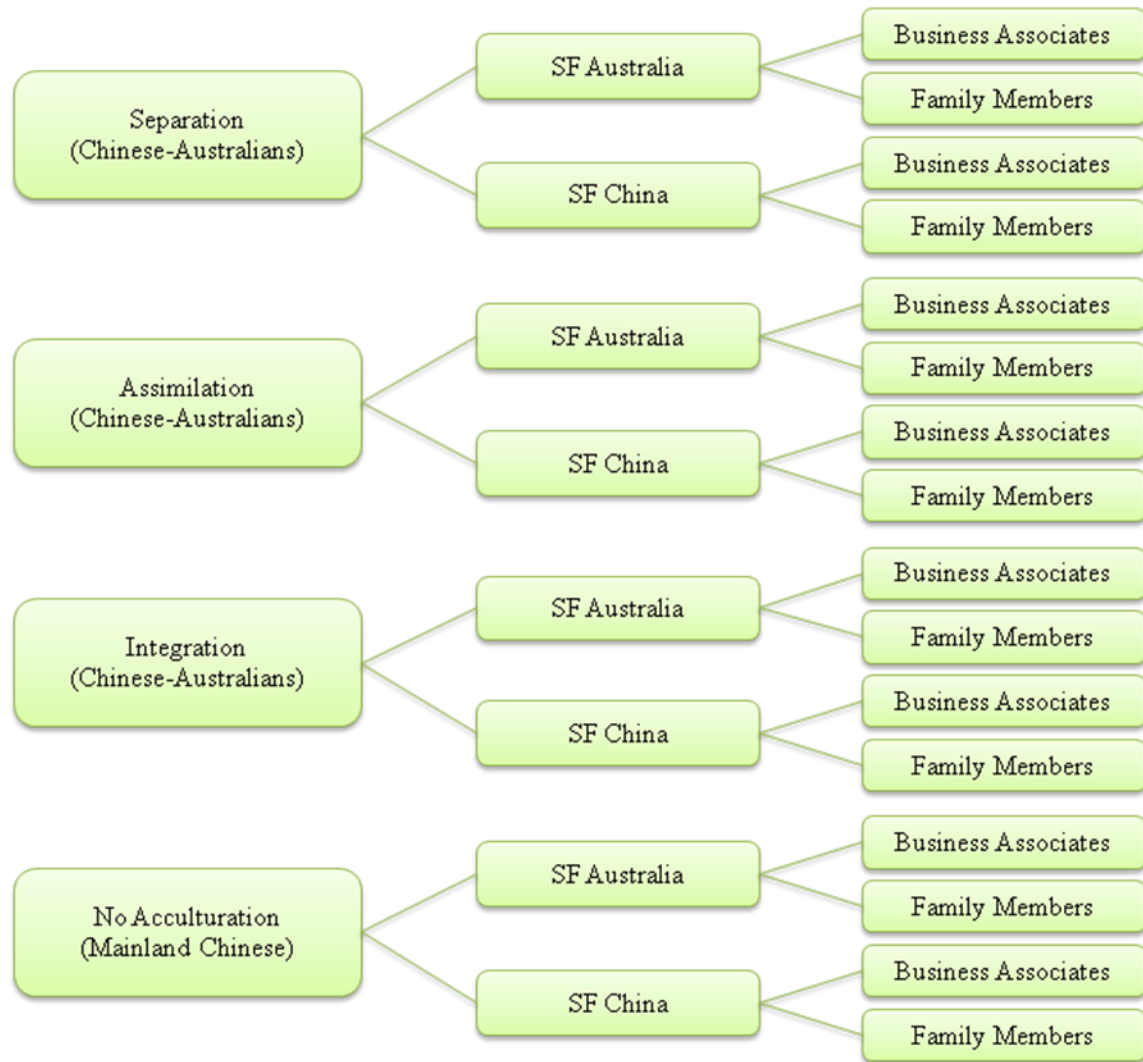 Separation
(Chinese-Australians)
SF Australia
Business Associates
Family Members
SF China
Business Associates
Family Members
Assimilation
(Chinese-Australians)
SF Australia
Business Associates
Family Members
SF China
Business Associates
Family Members
Integration
(Chinese-Australians)
SF Australia
Business Associates
Family Members
SF China
Business Associates
Family Members
No Acculturation
(Mainland Chinese)
SF Australia
Business Associates
Family Members
SF China
Business Associates
Family Members